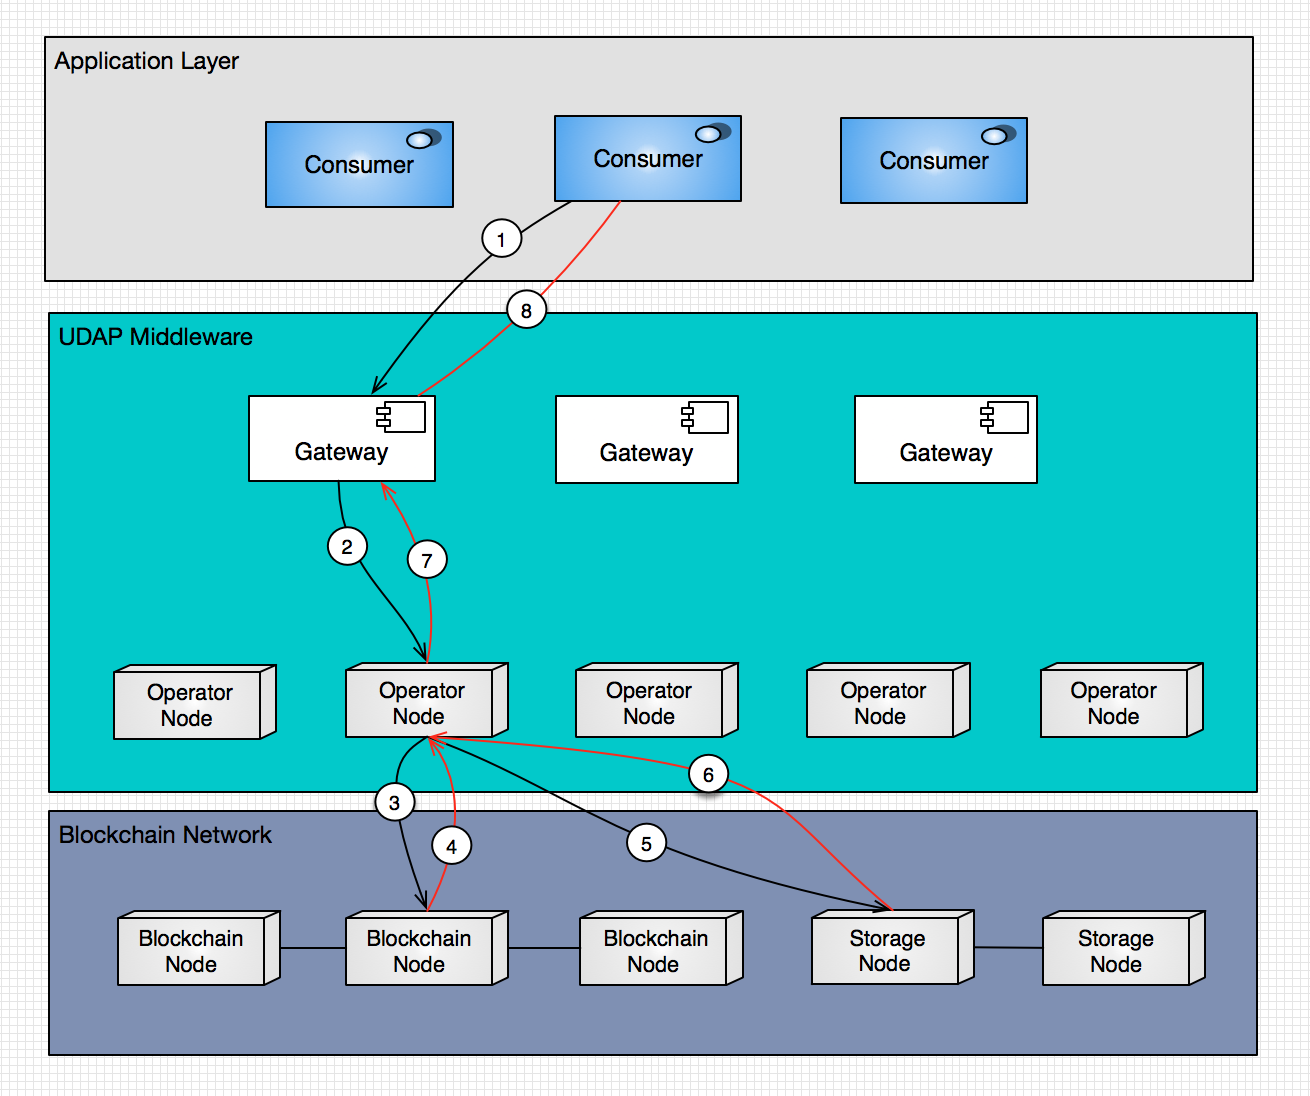 Application Layer
Consumer
Consumer
Consumer
1
8
UDAP Middleware
Gateway
Gateway
Gateway
2
7
Operator
Node
Operator
Node
Operator
Node
Operator
Node
Operator
Node
6
3
4
5
Blockchain Network
Blockchain
Node
Blockchain
Node
Blockchain
Node
Storage
Node
Storage
Node